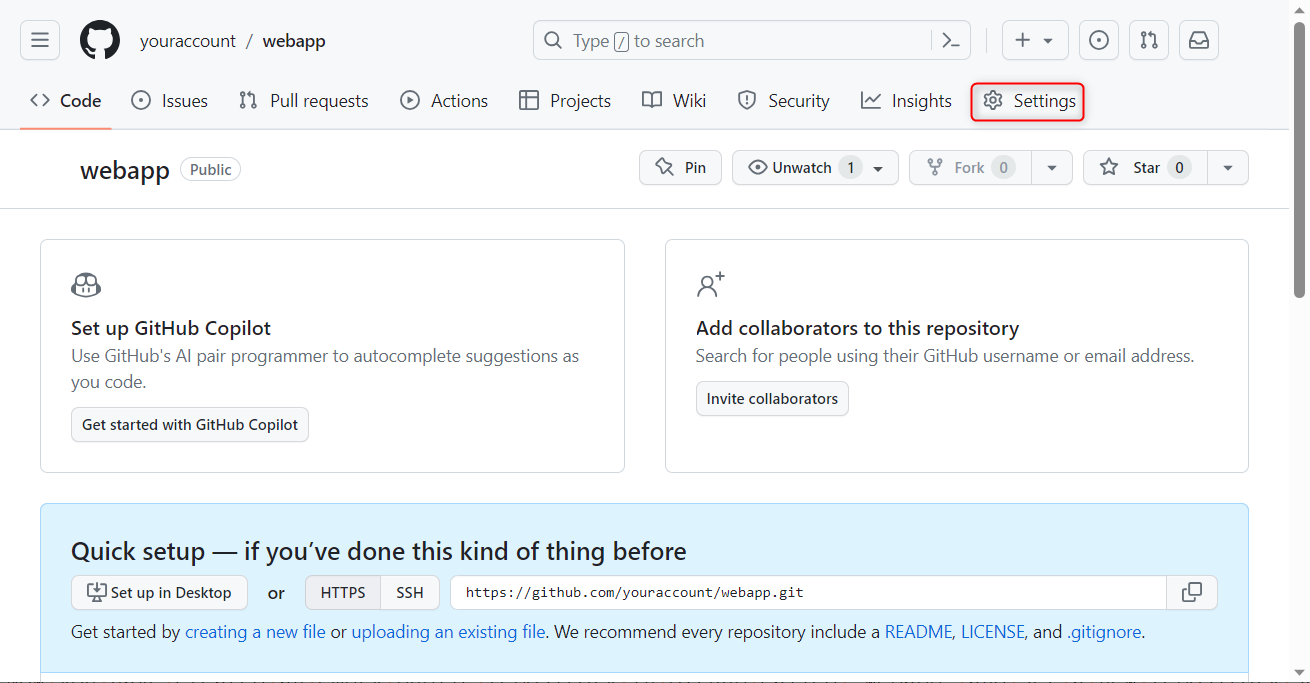 youraccount / webapp
Type / to search
Code Issues Pull requests Actions Projects Wiki Security Insights Settings
webapp Public
Pin Unwatch 1 Fork 0 Star 0
Set up GitHub Copilot
Use GitHub's AI pair programmer to autocomplete suggestions as
you code.
Get started with GitHub Copilot
Add collaborators to this repository
Search for people using their GitHub username or email address.
Invite collaborators
Quick setup — if you’ve done this kind of thing before
Set up in Desktop or HTTPS SSH https://github.com/youraccount/webapp.git
Get started by creating a new file or uploading an existing file. We recommend every repository include a README, LICENSE, and .gitignore.